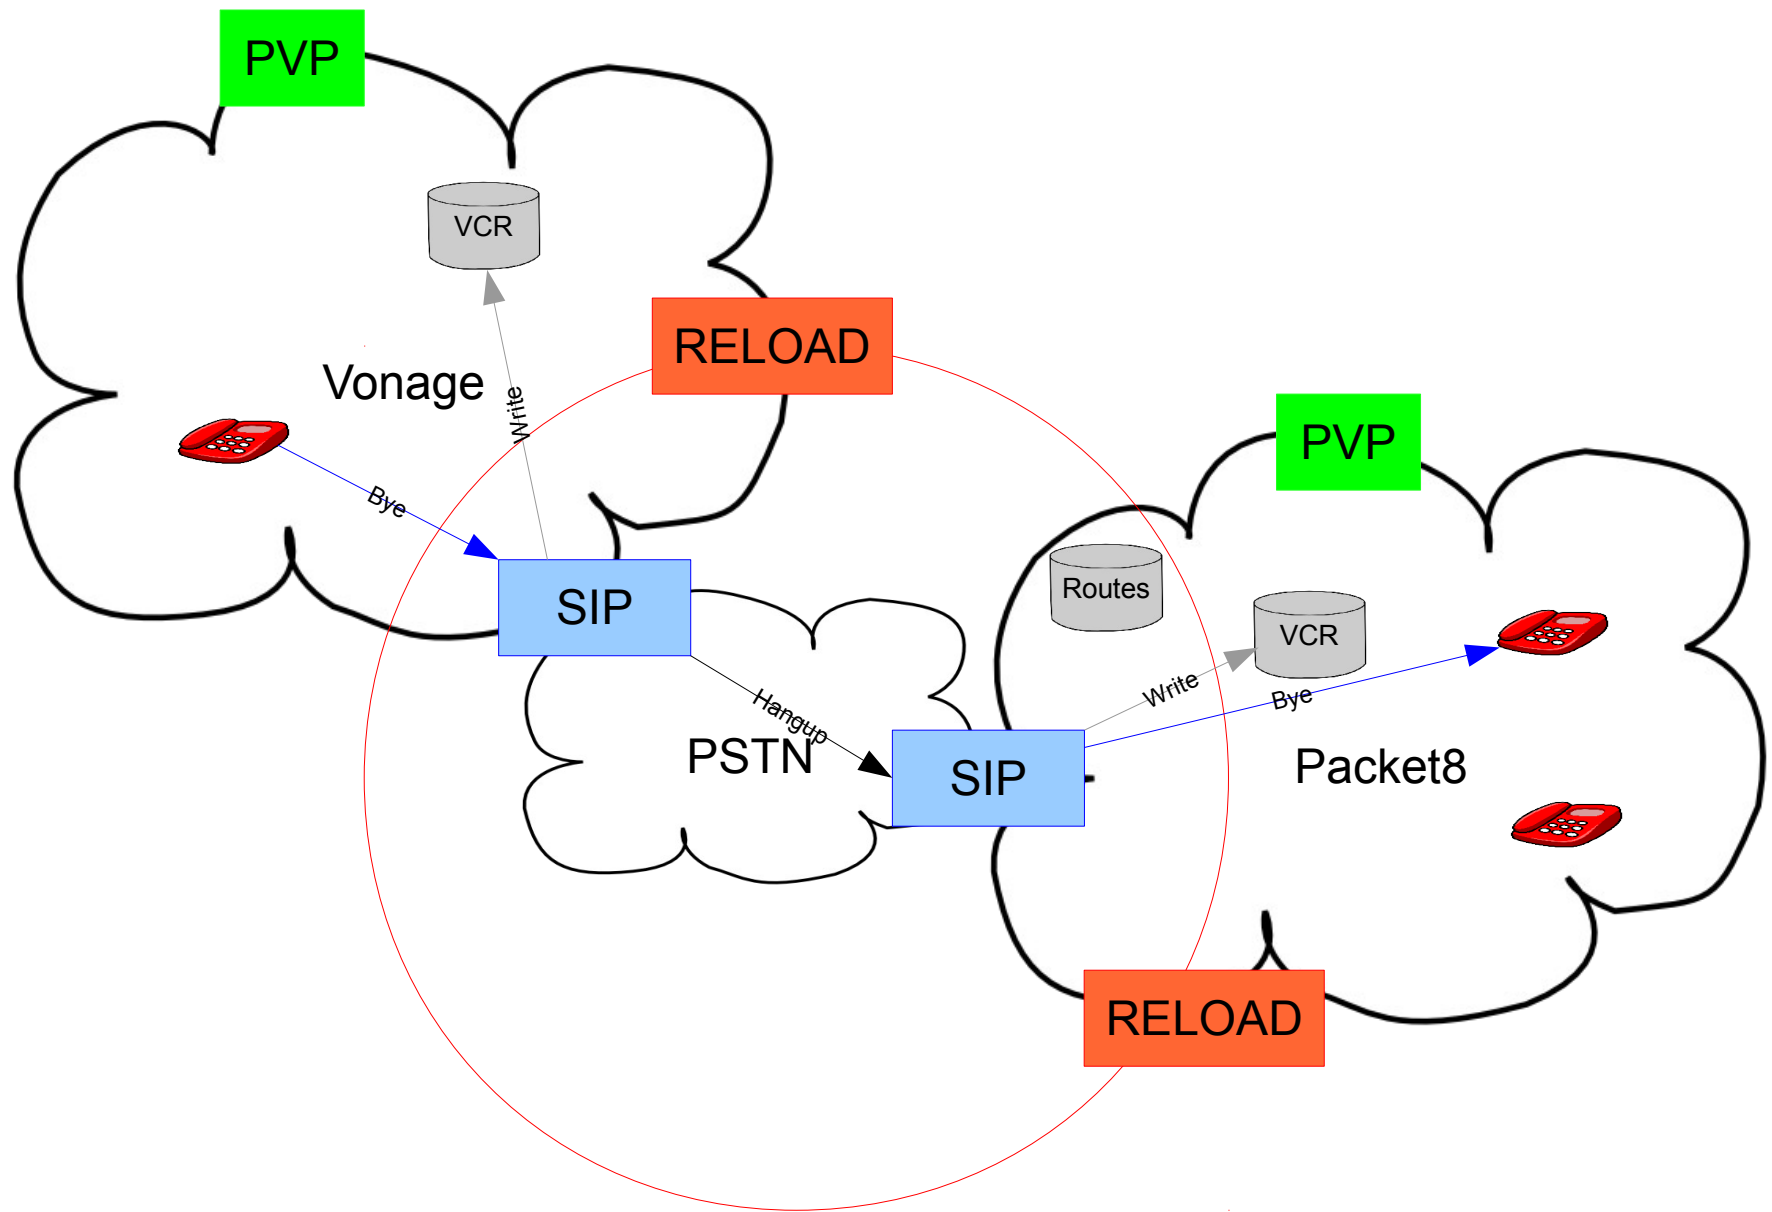 PVP
VCR
RELOAD
Vonage
Write
PVP
Bye
Routes
SIP
VCR
Write
Bye
Hangup
PSTN
SIP
Packet8
RELOAD